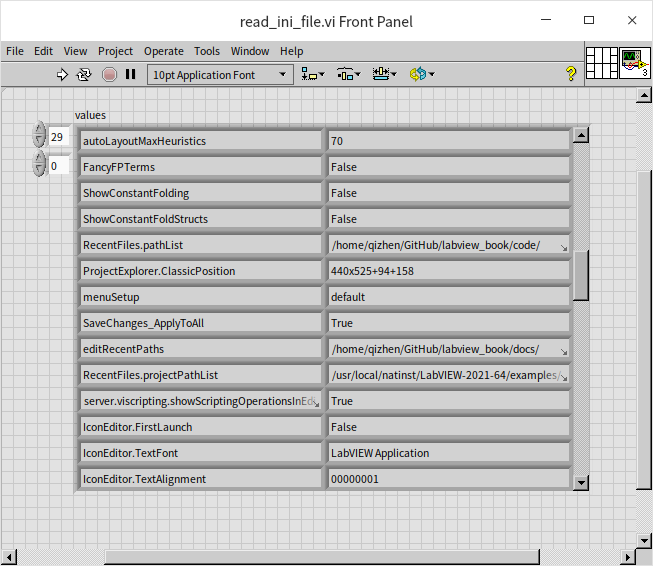 read_ini_file.vi Front Panel
File Edit View Project Operate Tools Window Help
10pt Application Font
3
values
29
0
autoLayoutMaxHeuristics 70
FancyFPTerms False
ShowConstantFolding False
ShowConstantFoldStructs False
RecentFiles.pathList /home/qizhen/GitHub/labview_book/code/
ProjectExplorer.ClassicPosition 440x525+94+158
menuSetup default
SaveChanges_ApplyToAll True
editRecentPaths /home/qizhen/GitHub/labview_book/docs/
RecentFiles.projectPathList /usr/local/natinst/LabVIEW-2021-64/examples/
server.viscripting.showScriptingOperationsInEd True
IconEditor.FirstLaunch False
IconEditor.TextFont LabVIEW Application
IconEditor.TextAlignment 00000001